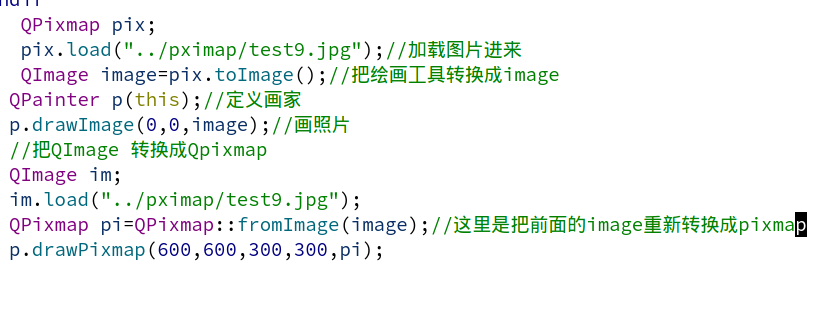 QPixmap pix;
pix.load("../pximap/test9.jpg");//加载图片进来
QImage image=pix.toImage();//把绘画工具转换成image
QPainter p(this);//定义画家
p.drawImage(0,0,image);//画照片
//把QImage 转换成Qpixmap
QImage im;
im.load("../pximap/test9.jpg");
QPixmap pi=QPixmap::fromImage(image);//这里是把前面的image重新转换成pixmap
p.drawPixmap(600,600,300,300,pi);